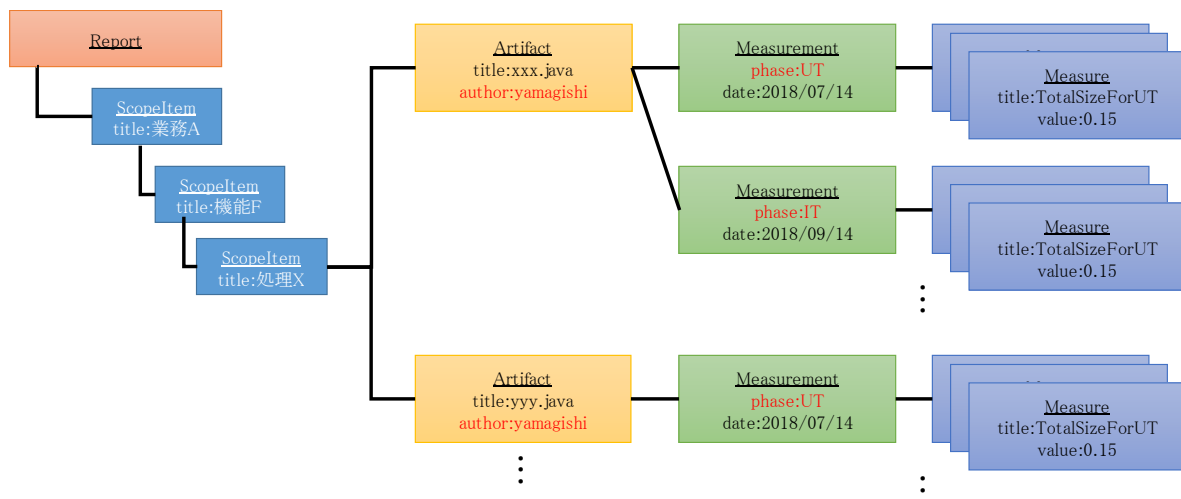 Report
ScopeItem
title:業務A
ScopeItem
title:機能F
ScopeItem
title:処理X
Artifact
title:xxx.java
author:yamagishi
Measurement
phase:UT
date:2018/07/14
Measure
title:TotalSizeForUT
value:0.15
Measurement
phase:IT
date:2018/09/14
Measure
title:TotalSizeForUT
value:0.15
Artifact
title:yyy.java
author:yamagishi
Measurement
phase:UT
date:2018/07/14
Measure
title:TotalSizeForUT
value:0.15